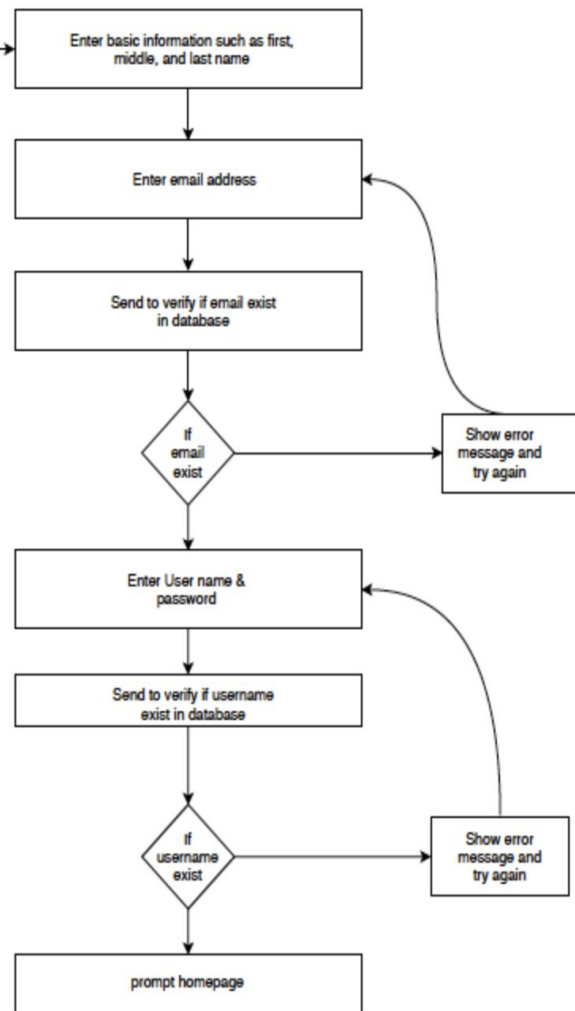 Enter basic information such as first,
middle, and last name
Enter email address
Send to verify if email exist
in database
If
email
exist
Show error
message and
try again
Enter User name &
password
Send to verify if username
exist in database
If
username
exist
Show error
message and
try again
prompt homepage